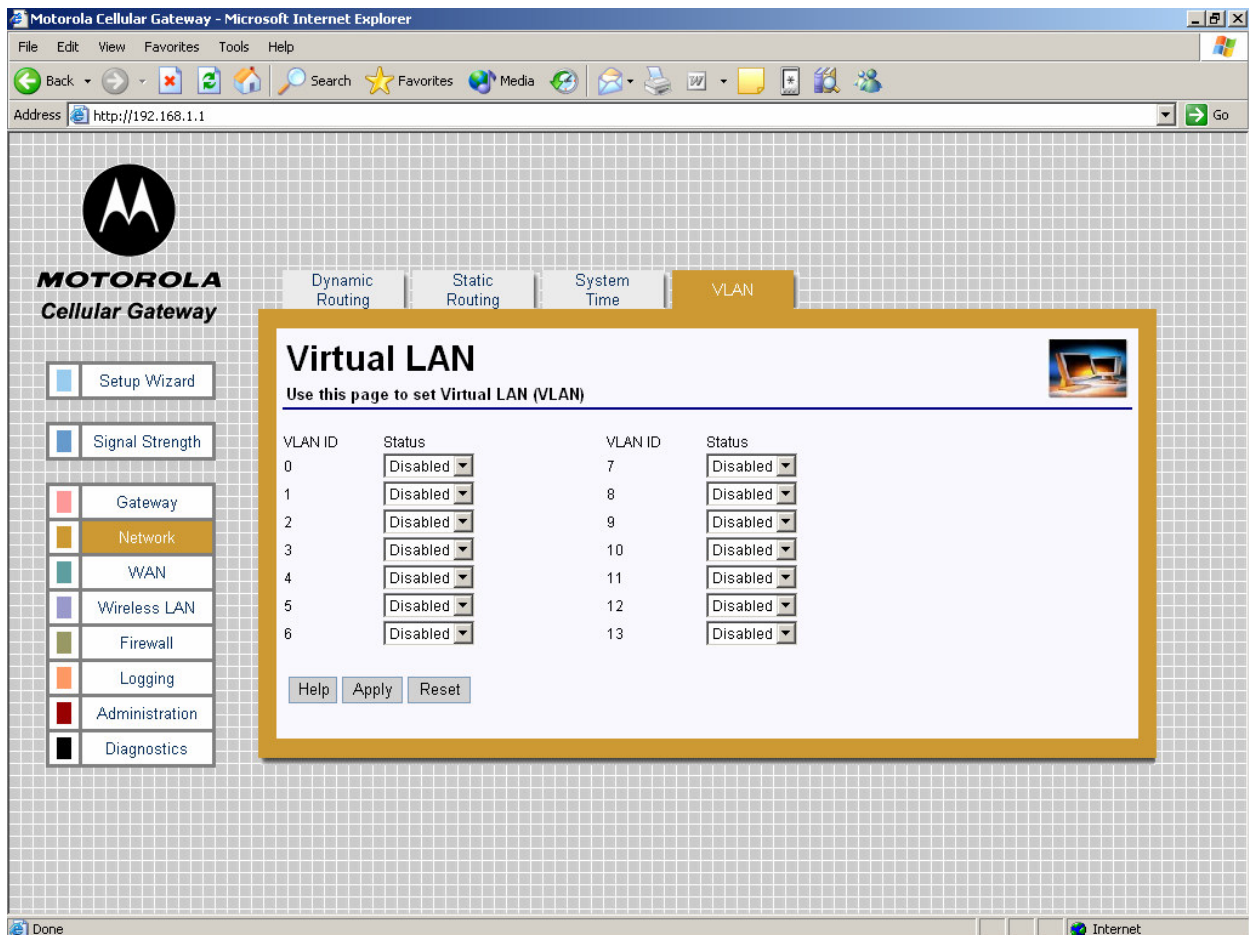 Motorola Cellular Gateway - Microsoft Internet Explorer
File Edit View Favorites Tools Help
Back Search Favorites Media
Address http://192.168.1.1 Go
MOTOROLA
Cellular Gateway
Dynamic Routing
Static Routing
System Time
VLAN
Setup Wizard
Signal Strength
Gateway
Network
WAN
Wireless LAN
Firewall
Logging
Administration
Diagnostics
Virtual LAN
Use this page to set Virtual LAN (VLAN)
VLAN ID Status VLAN ID Status
0 Disabled 7 Disabled
1 Disabled 8 Disabled
2 Disabled 9 Disabled
3 Disabled 10 Disabled
4 Disabled 11 Disabled
5 Disabled 12 Disabled
6 Disabled 13 Disabled
Help Apply Reset
Done Internet